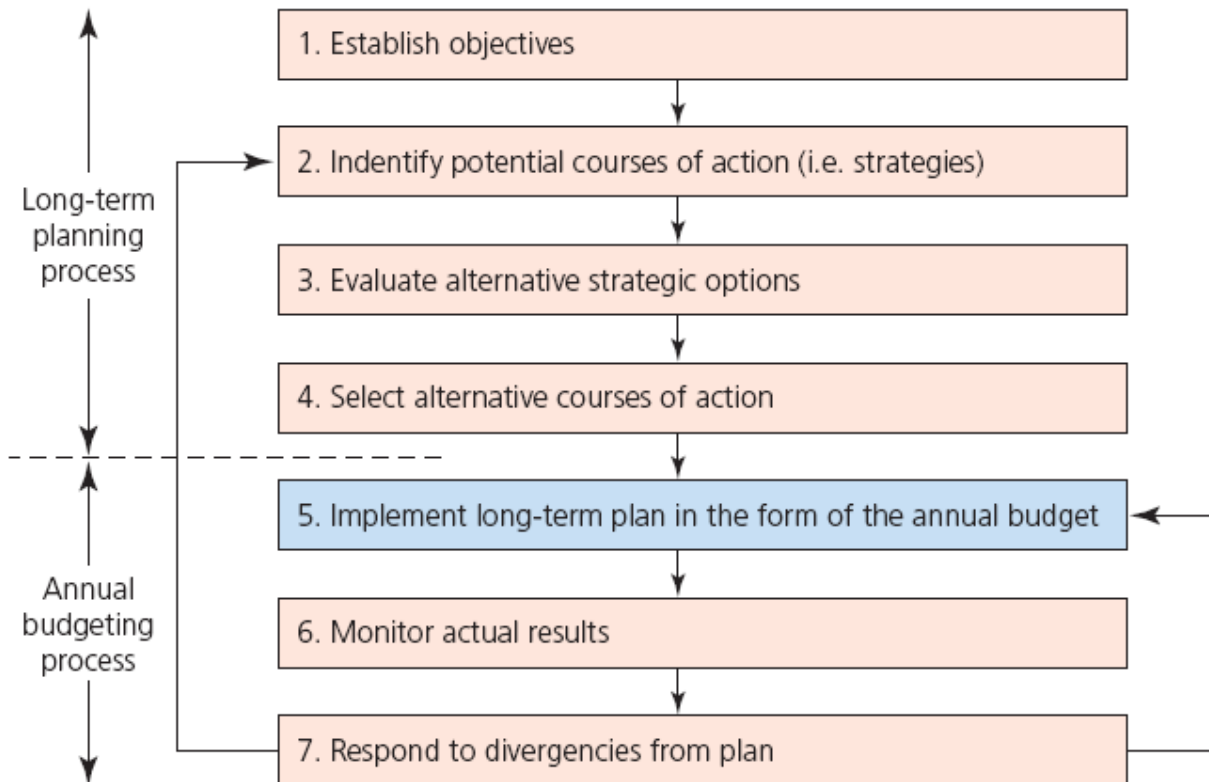 1. Establish objectives
2. Indentify potential courses of action (i.e. strategies)
Long-term
planning
process
3. Evaluate alternative strategic options
4. Select alternative courses of action
5. Implement long-term plan in the form of the annual budget
Annual
budgeting
process
6. Monitor actual results
7. Respond to divergencies from plan